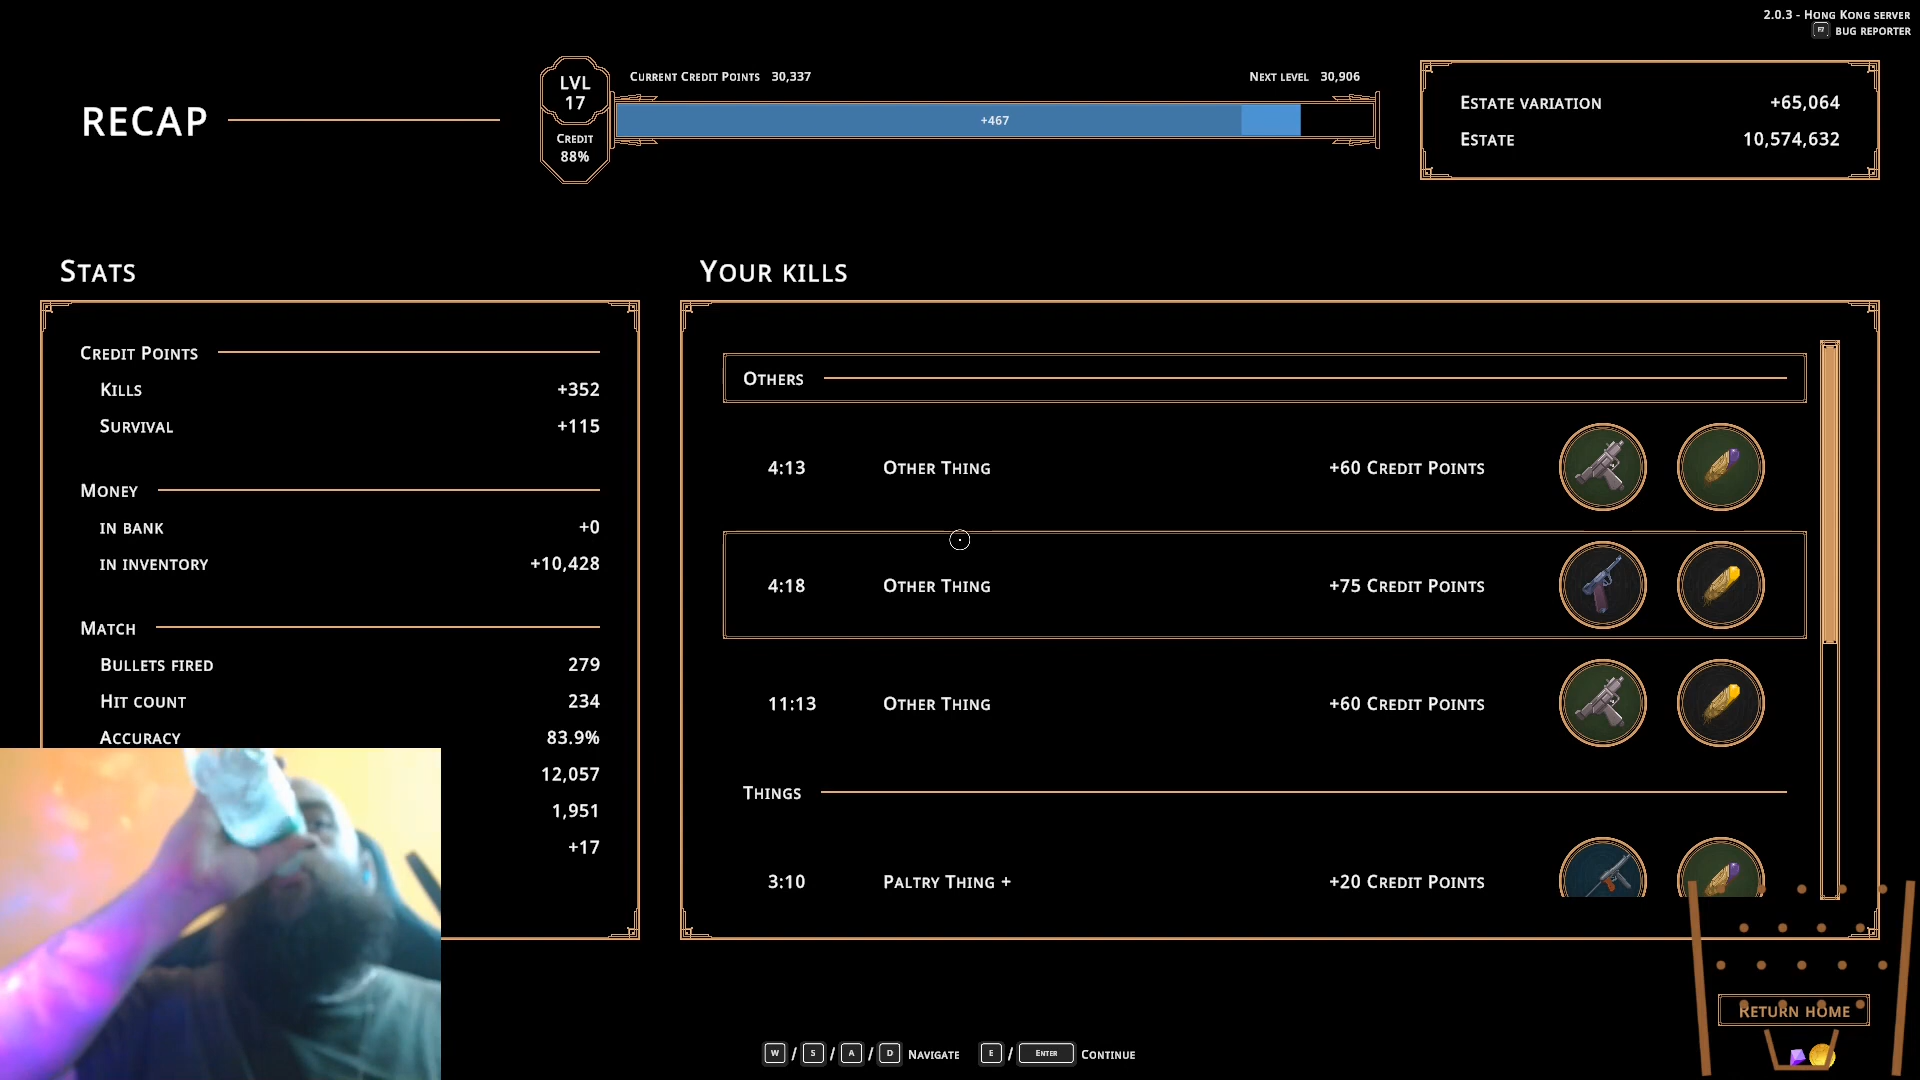 2.0.3 - Hong Kong server
F7 bug reporter
RECAP
LVL
17
Credit
88%
Current Credit Points 30,337
Next level 30,906
+467
Estate variation +65,064
Estate 10,574,632
Stats
Credit Points
Kills +352
Survival +115
Money
in bank +0
in inventory +10,428
Match
Bullets fired 279
Hit count 234
Accuracy 83.9%
12,057
1,951
+17
Your kills
Others
4:13 Other Thing +60 Credit Points
4:18 Other Thing +75 Credit Points
11:13 Other Thing +60 Credit Points
Things
3:10 Paltry Thing + +20 Credit Points
Return home
W / S / A / D Navigate E / Enter Continue